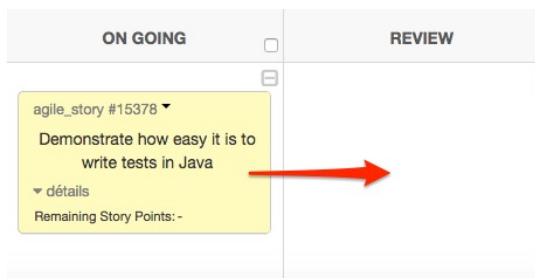 ON GOING
REVIEW
agile_story #15378
Demonstrate how easy it is to
write tests in Java
détails
Remaining Story Points: -